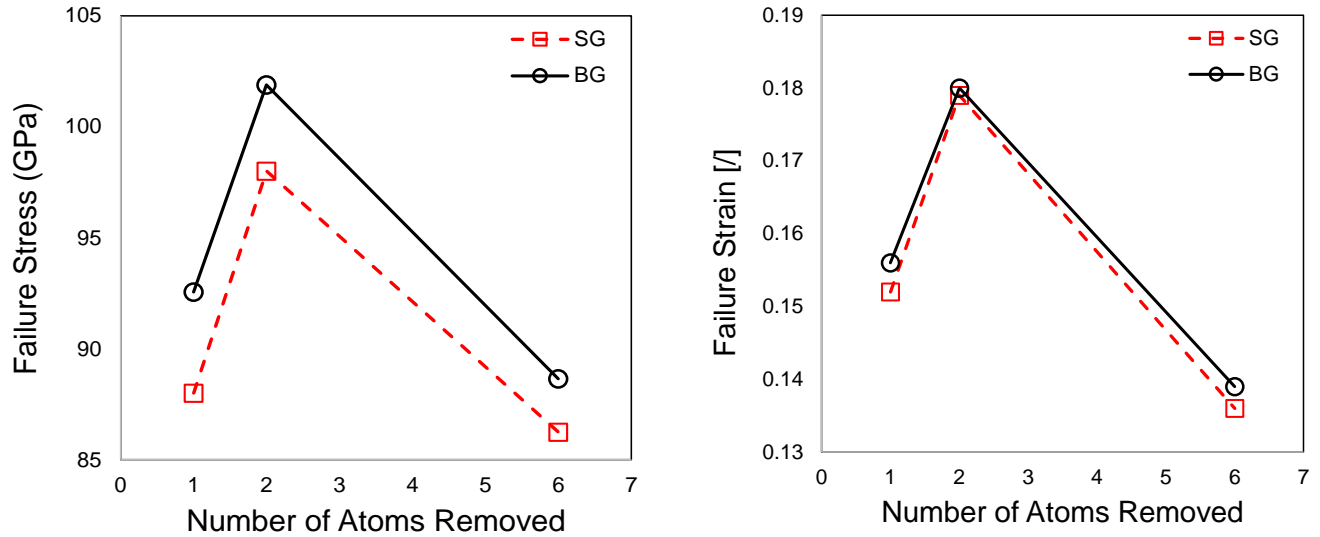 Failure Stress (GPa)
105
100
95
90
85
0 1 2 3 4 5 6 7
Number of Atoms Removed
SG
BG
Failure Strain [/]
0.19
0.18
0.17
0.16
0.15
0.14
0.13
0 1 2 3 4 5 6 7
Number of Atoms Removed
SG
BG